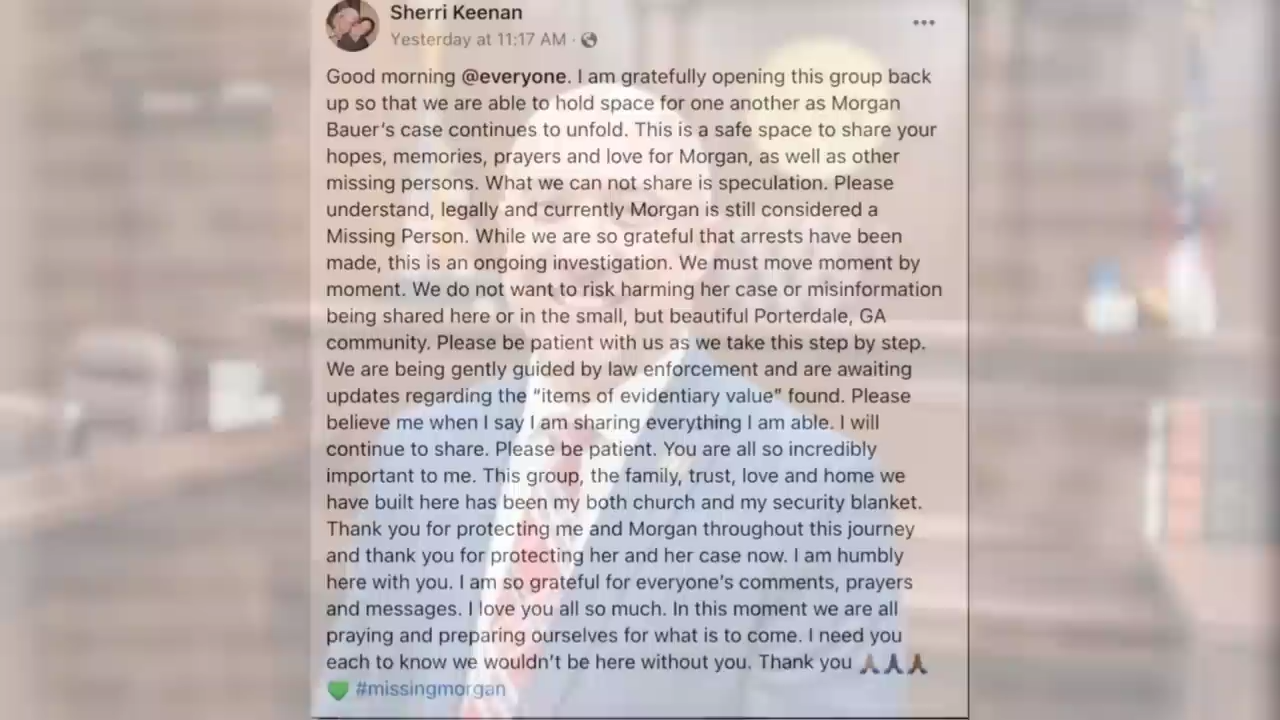 Sherri Keenan
Yesterday at 11:17 AM ·
Good morning @everyone. I am gratefully opening this group back
up so that we are able to hold space for one another as Morgan
Bauer's case continues to unfold. This is a safe space to share your
hopes, memories, prayers and love for Morgan, as well as other
missing persons. What we can not share is speculation. Please
understand, legally and currently Morgan is still considered a
Missing Person. While we are so grateful that arrests have been
made, this is an ongoing investigation. We must move moment by
moment. We do not want to risk harming her case or misinformation
being shared here or in the small, but beautiful Porterdale, GA
community. Please be patient with us as we take this step by step.
We are being gently guided by law enforcement and are awaiting
updates regarding the “items of evidentiary value” found. Please
believe me when I say I am sharing everything I am able. I will
continue to share. Please be patient. You are all so incredibly
important to me. This group, the family, trust, love and home we
have built here has been my both church and my security blanket.
Thank you for protecting me and Morgan throughout this journey
and thank you for protecting her and her case now. I am humbly
here with you. I am so grateful for everyone's comments, prayers
and messages. I love you all so much. In this moment we are all
praying and preparing ourselves for what is to come. I need you
each to know we wouldn't be here without you. Thank you 🙏🏽🙏🏾🙏🏾
💚 #missingmorgan